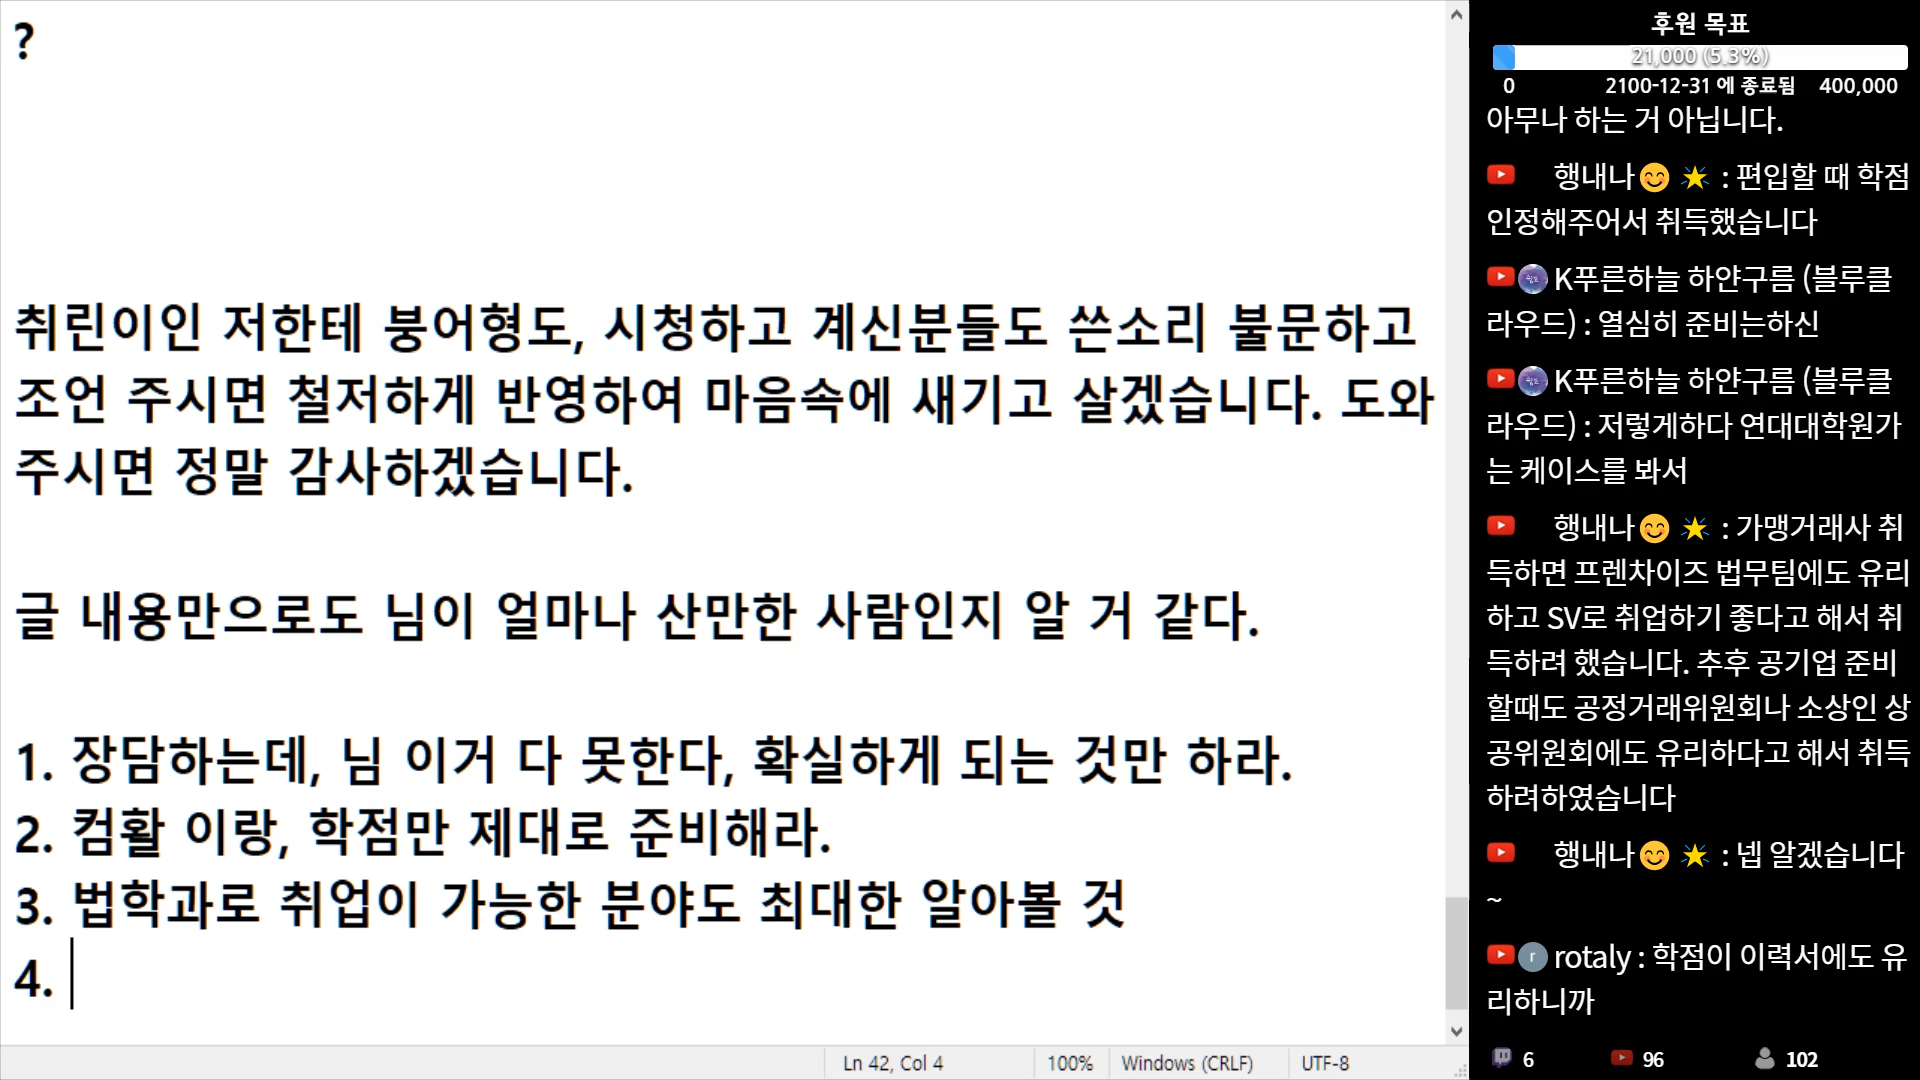 ?
취린이인 저한테 붕어형도, 시청하고 계신분들도 쓴소리 불문하고
조언 주시면 철저하게 반영하여 마음속에 새기고 살겠습니다. 도와
주시면 정말 감사하겠습니다.
글 내용만으로도 님이 얼마나 산만한 사람인지 알 거 같다.
1. 장담하는데, 님 이거 다 못한다, 확실하게 되는 것만 하라.
2. 컴활 이랑, 학점만 제대로 준비해라.
3. 법학과로 취업이 가능한 분야도 최대한 알아볼 것
4.
Ln 42, Col 4
100%
Windows (CRLF)
UTF-8
후원 목표
21,000 (5.3%)
0
2100-12-31 에 종료됨
400,000
아무나 하는 거 아닙니다.
행내나😊 : 편입할 때 학점
인정해주어서 취득했습니다
K푸른하늘 하얀구름 (블루클
라우드) : 열심히 준비는하신
K푸른하늘 하얀구름 (블루클
라우드) : 저렇게하다 연대대학원가
는 케이스를 봐서
행내나😊 : 가맹거래사 취
득하면 프렌차이즈 법무팀에도 유리
하고 SV로 취업하기 좋다고 해서 취
득하려 했습니다. 추후 공기업 준비
할때도 공정거래위원회나 소상인 상
공위원회에도 유리하다고 해서 취득
하려하였습니다
행내나😊 : 넵 알겠습니다
~
r rotaly : 학점이 이력서에도 유
리하니까
6
96
102